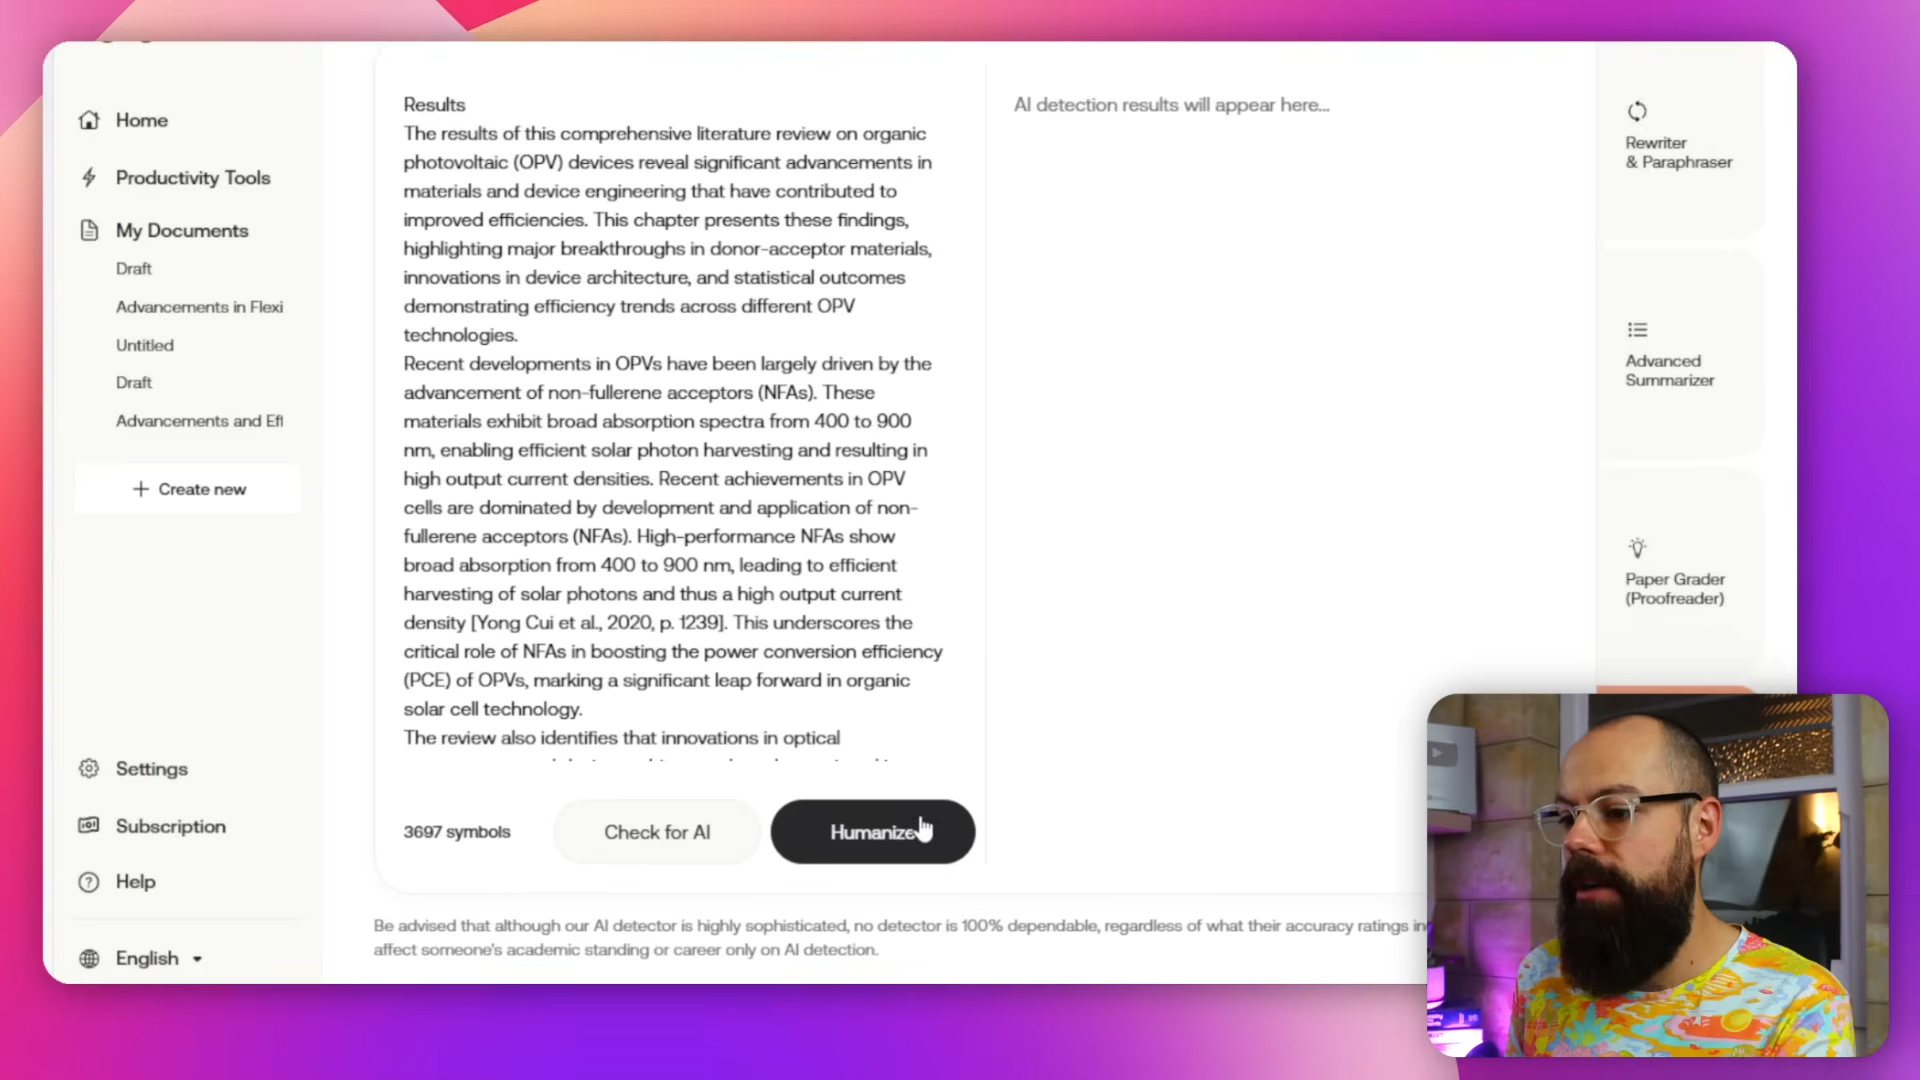 Home
Productivity Tools
My Documents
Draft
Advancements in Flexi
Untitled
Draft
Advancements and Eff
+ Create new
Settings
Subscription
Help
English
Results
The results of this comprehensive literature review on organic
photovoltaic (OPV) devices reveal significant advancements in
materials and device engineering that have contributed to
improved efficiencies. This chapter presents these findings,
highlighting major breakthroughs in donor-acceptor materials,
innovations in device architecture, and statistical outcomes
demonstrating efficiency trends across different OPV
technologies.
Recent developments in OPVs have been largely driven by the
advancement of non-fullerene acceptors (NFAs). These
materials exhibit broad absorption spectra from 400 to 900
nm, enabling efficient solar photon harvesting and resulting in
high output current densities. Recent achievements in OPV
cells are dominated by development and application of non-
fullerene acceptors (NFAs). High-performance NFAs show
broad absorption from 400 to 900 nm, leading to efficient
harvesting of solar photons and thus a high output current
density [Yong Cui et al., 2020, p. 1239]. This underscores the
critical role of NFAs in boosting the power conversion efficiency
(PCE) of OPVs, marking a significant leap forward in organic
solar cell technology.
The review also identifies that innovations in optical
3697 symbols
Check for AI
Humanize
AI detection results will appear here...
Rewriter
& Paraphraser
Advanced
Summarizer
Paper Grader
(Proofreader)
Be advised that although our AI detector is highly sophisticated, no detector is 100% dependable, regardless of what their accuracy ratings
affect someone's academic standing or career only on AI detection.